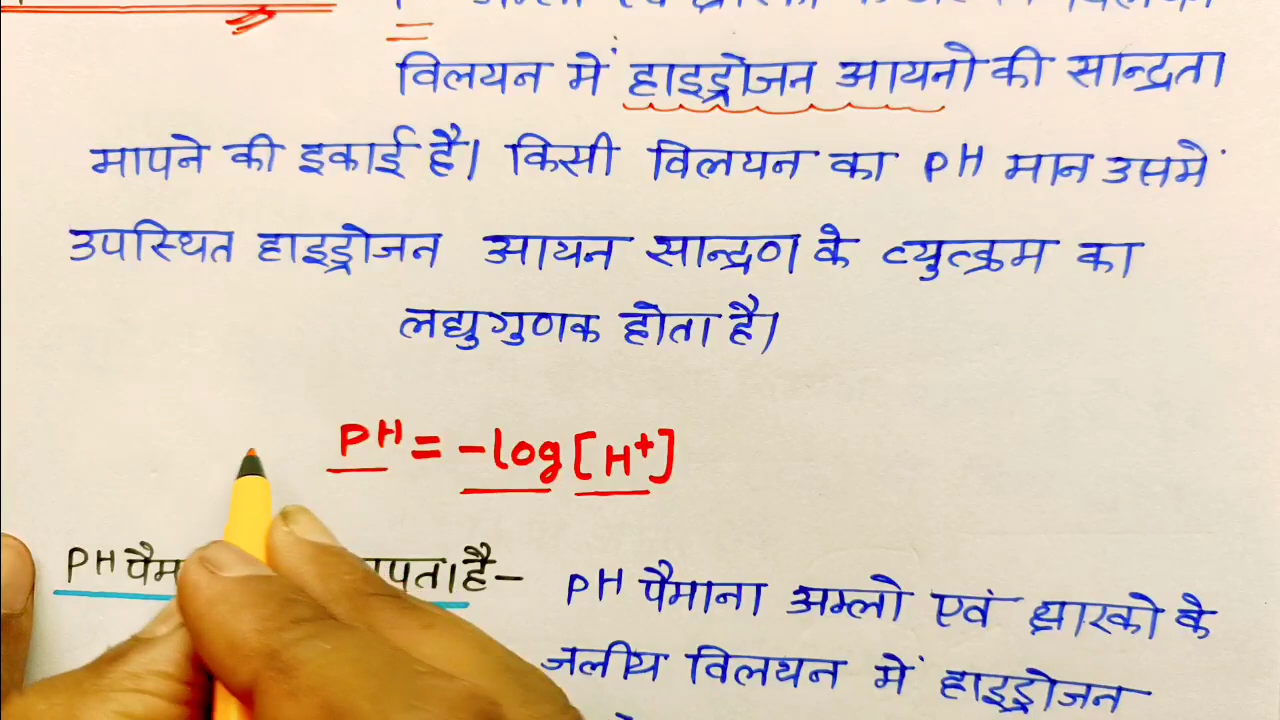 विलयन में हाइड्रोजन आयनो की सान्द्रता
मापने की इकाई है। किसी विलयन का PH मान उसमें
उपस्थित हाइड्रोजन आयन सान्द्रण के व्युत्क्रम का
लघुगुणक होता है।
PH = -log [H+]
PH पैमा
है-
PH पैमाना अम्लो एवं क्षारको के
जलीय विलयन में हाइड्रोजन